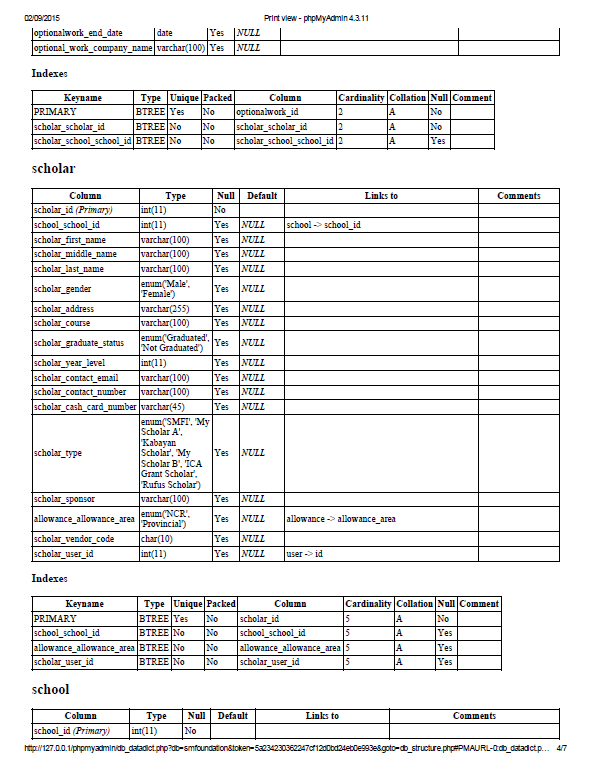 02/09/2015 Print view - phpMyAdmin 4.3.11
optionalwork_end_date date Yes NULL
optional_work_company_name varchar(100) Yes NULL
Indexes
Keyname Type Unique Packed Column Cardinality Collation Null Comment
PRIMARY BTREE Yes No optionalwork_id 2 A No
scholar_scholar_id BTREE No No scholar_scholar_id 2 A No
scholar_school_school_id BTREE No No scholar_school_school_id 2 A Yes
scholar
Column Type Null Default Links to Comments
scholar_id (Primary) int(11) No
school_school_id int(11) Yes NULL school -> school_id
scholar_first_name varchar(100) Yes NULL
scholar_middle_name varchar(100) Yes NULL
scholar_last_name varchar(100) Yes NULL
scholar_gender enum('Male',
'Female') Yes NULL
scholar_address varchar(255) Yes NULL
scholar_course varchar(100) Yes NULL
scholar_graduate_status enum('Graduated',
'Not Graduated') Yes NULL
scholar_year_level int(11) Yes NULL
scholar_contact_email varchar(100) Yes NULL
scholar_contact_number varchar(100) Yes NULL
scholar_cash_card_number varchar(45) Yes NULL
enum('SMFI', 'My
Scholar A',
'Kabayan
scholar_type Scholar', 'My Yes NULL
Scholar B', 'ICA
Grant Scholar',
'Rufus Scholar')
scholar_sponsor varchar(100) Yes NULL
allowance_allowance_area enum('NCR',
'Provincial') Yes NULL allowance -> allowance_area
scholar_vendor_code char(10) Yes NULL
scholar_user_id int(11) Yes NULL user -> id
Indexes
Keyname Type Unique Packed Column Cardinality Collation Null Comment
PRIMARY BTREE Yes No scholar_id 5 A No
school_school_id BTREE No No school_school_id 5 A Yes
allowance_allowance_area BTREE No No allowance_allowance_area 5 A Yes
scholar_user_id BTREE No No scholar_user_id 5 A Yes
school
Column Type Null Default Links to Comments
school_id (Primary) int(11) No
http://127.0.0.1/phpmyadmin/db_datadict.php?db=smfoundation&token=5a234230362247cf12d0bd24eb0e993e&goto=db_structure.php#PMAURL-0:db_datadict.p... 4/7